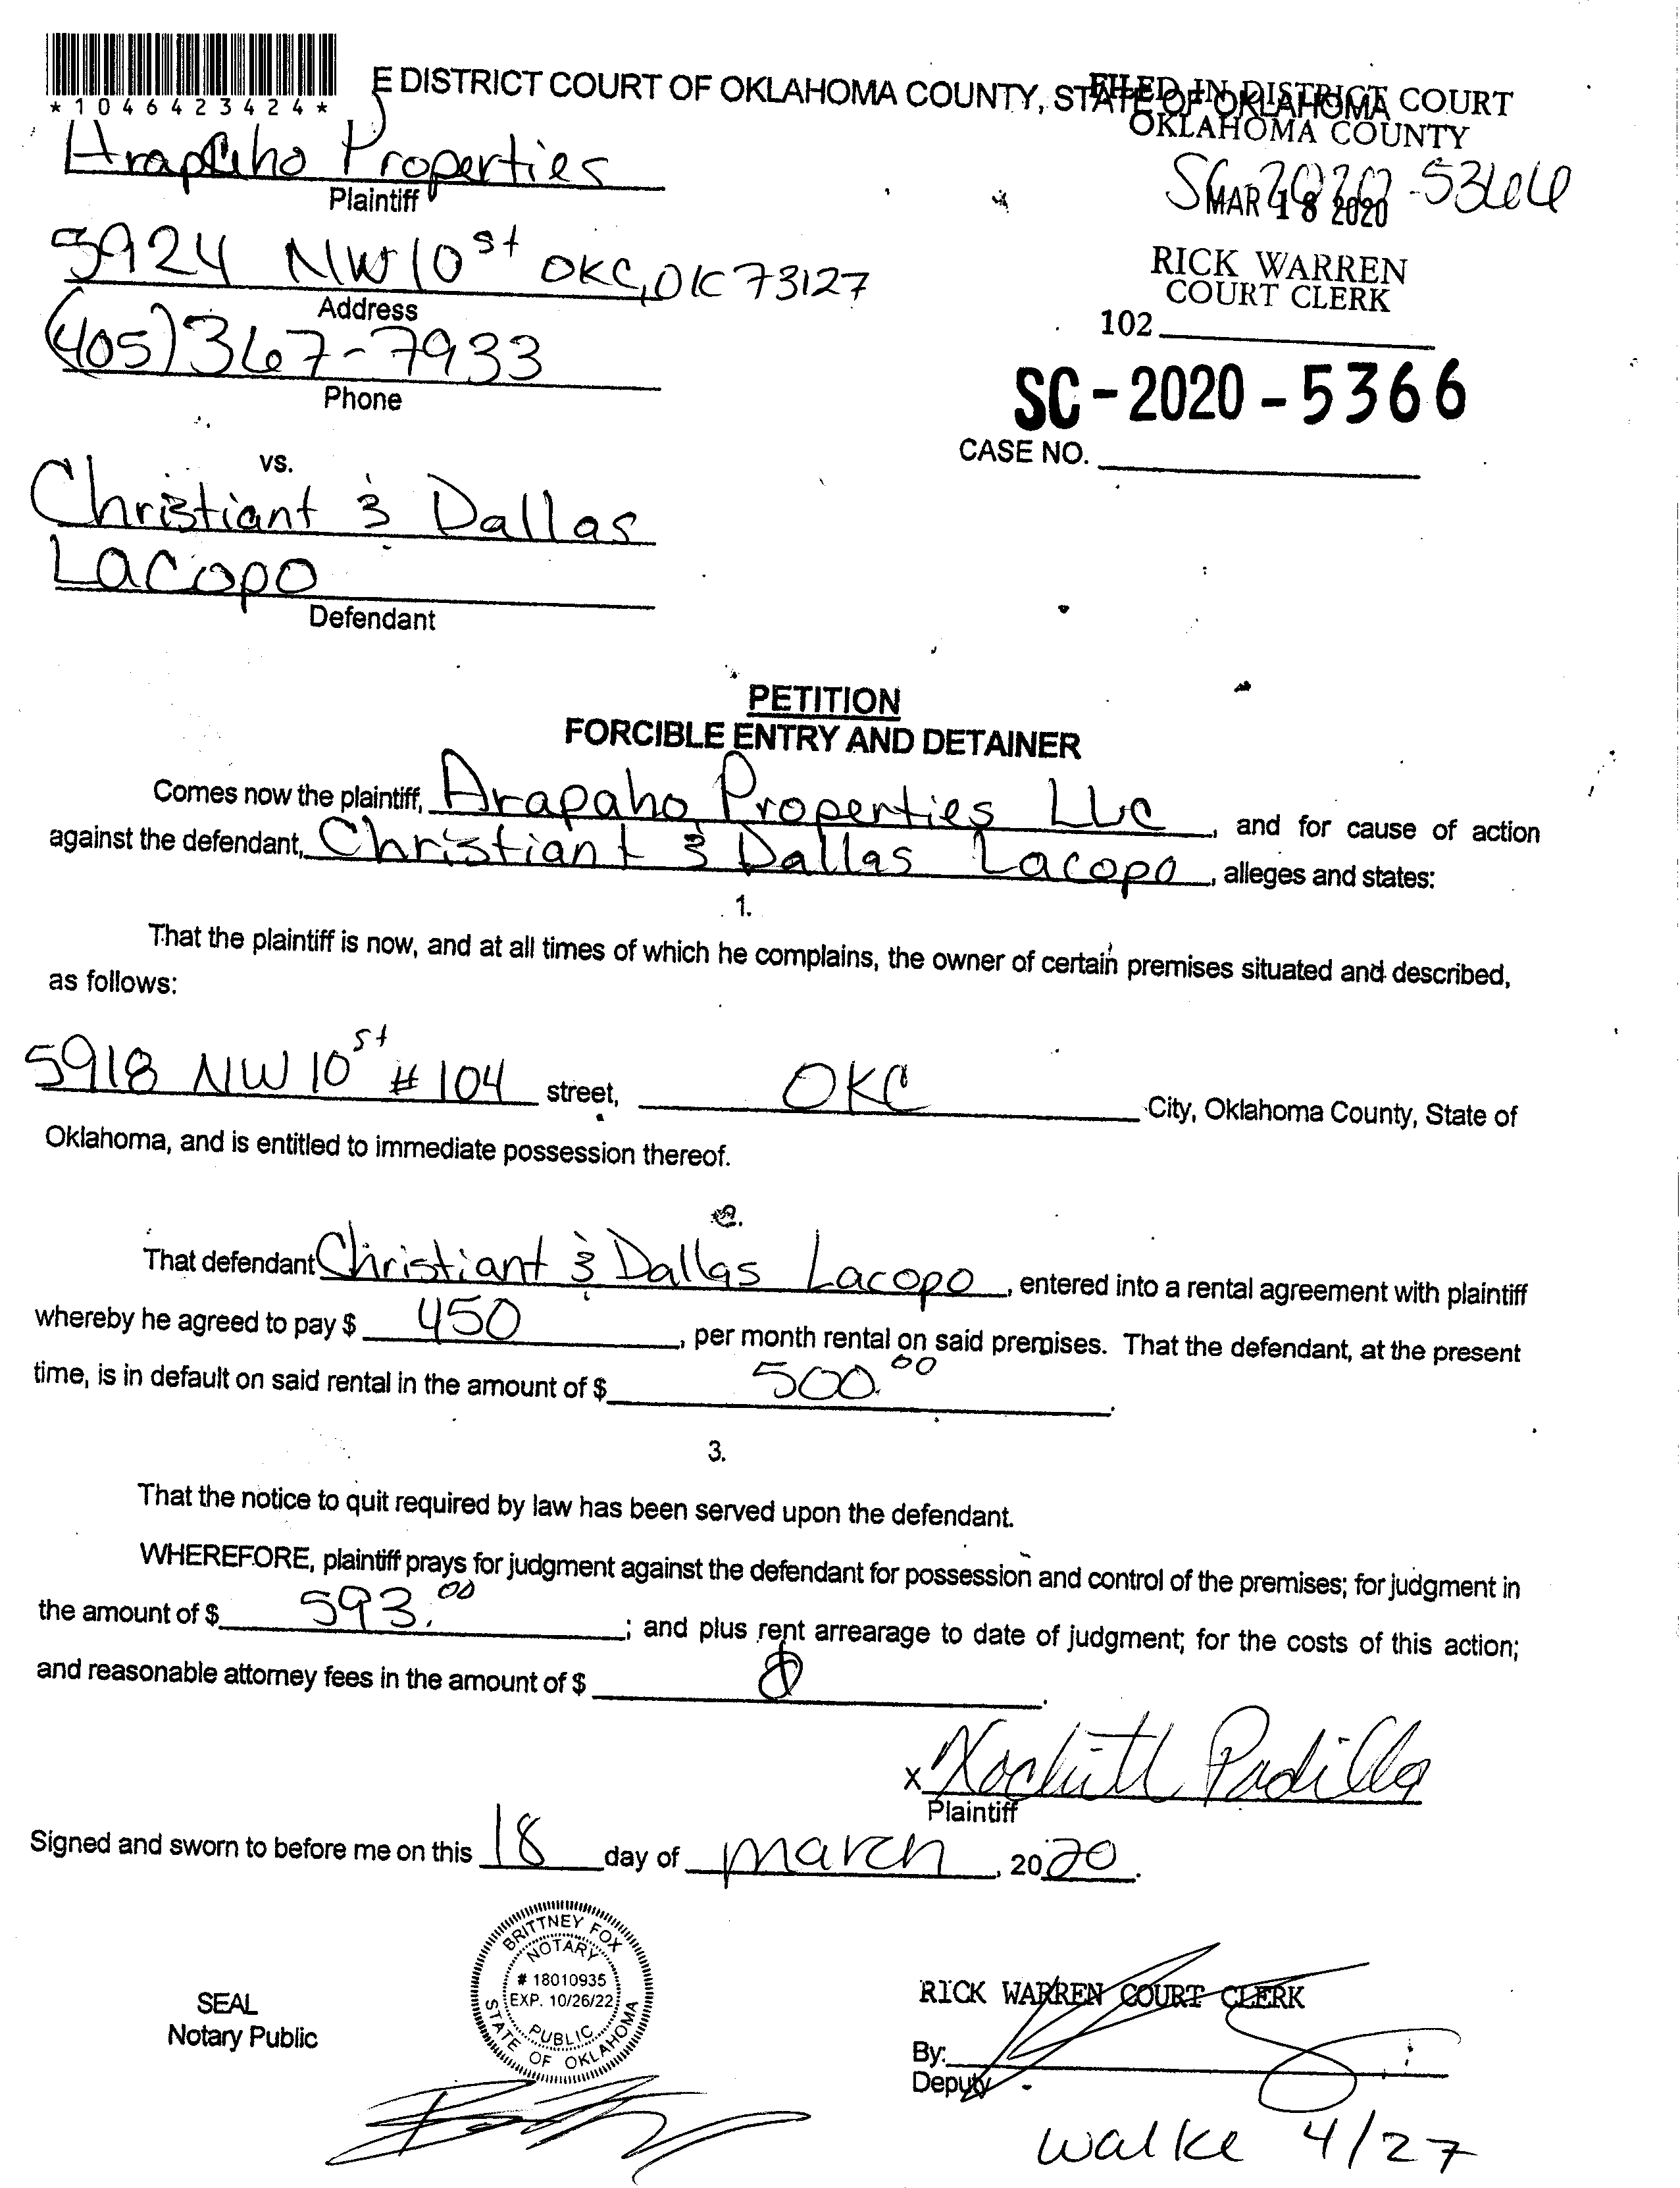 *1046423424*
E DISTRICT COURT OF OKLAHOMA COUNTY, STATE OF OKLAHOMA
FILED IN DISTRICT COURT
OKLAHOMA COUNTY
Arapaho Properties
Plaintiff
SC-2020-5366
MAR 18 2020
5924 NW 10 st OKC, OK 73127
Address
RICK WARREN
COURT CLERK
(405) 367-7933
Phone
102
SC-2020-5366
CASE NO.
vs.
Christiant & Dallas
Lacopo
Defendant
PETITION
FORCIBLE ENTRY AND DETAINER
Comes now the plaintiff, Arapaho Properties LLC, and for cause of action
against the defendant, Christiant & Dallas Lacopo, alleges and states:
1.
That the plaintiff is now, and at all times of which he complains, the owner of certain premises situated and described,
as follows:
5918 NW 10 st # 104 street, OKC City, Oklahoma County, State of
Oklahoma, and is entitled to immediate possession thereof.
That defendant Christiant & Dallas Lacopo, entered into a rental agreement with plaintiff
whereby he agreed to pay $ 450, per month rental on said premises. That the defendant, at the present
time, is in default on said rental in the amount of $ 500.00.
3.
That the notice to quit required by law has been served upon the defendant.
WHEREFORE, plaintiff prays for judgment against the defendant for possession and control of the premises; for judgment in
the amount of $ 593.00; and plus rent arrearage to date of judgment; for the costs of this action;
and reasonable attorney fees in the amount of $
x Xochitl Padilla
Plaintiff
Signed and sworn to before me on this 18 day of march, 2020.
BRITTNEY FOX
NOTARY
# 18010935
EXP. 10/26/22
PUBLIC
STATE OF OKLAHOMA
SEAL
Notary Public
RICK WARREN COURT CLERK
By:
Deputy
walke 4/27